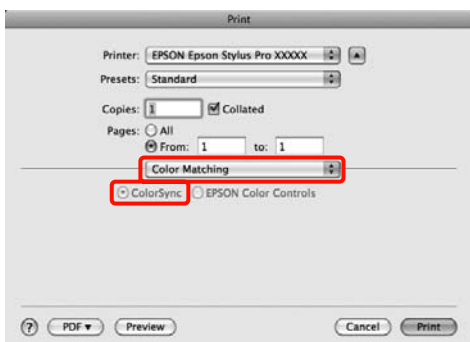 Print
Printer: EPSON Epson Stylus Pro XXXXX
Presets: Standard
Copies: 1 Collated
Pages: All
From: 1 to: 1
Color Matching
ColorSync EPSON Color Controls
? PDF Preview Cancel Print